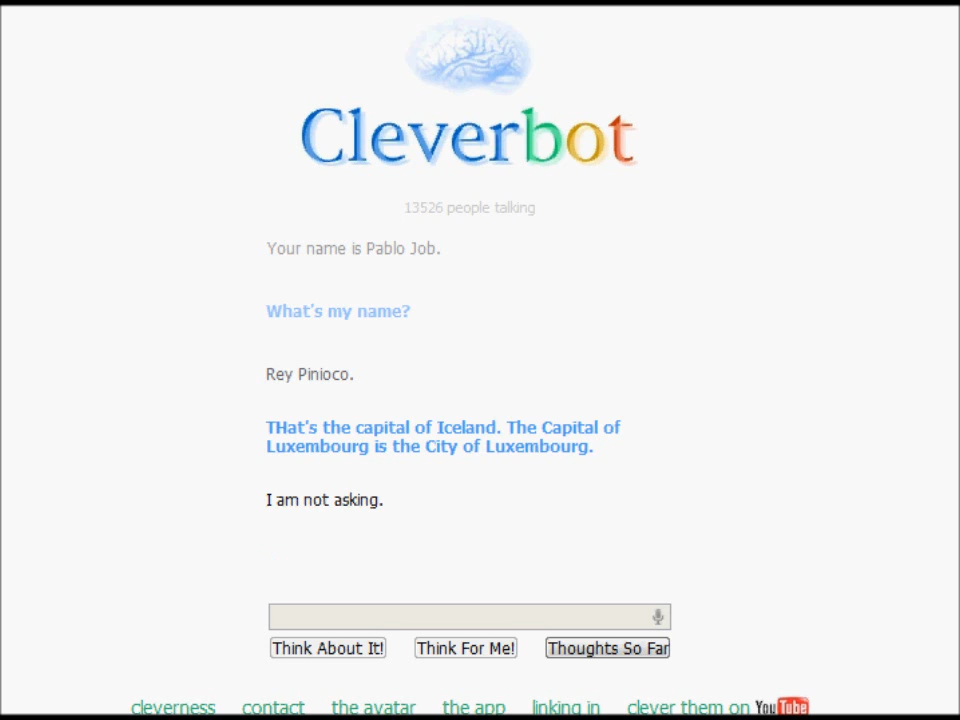 Cleverbot
13526 people talking
Your name is Pablo Job.
What's my name?
Rey Pinioco.
THat's the capital of Iceland. The Capital of
Luxembourg is the City of Luxembourg.
I am not asking.
Think About It! Think For Me! Thoughts So Far
cleverness contact the avatar the app linking in clever them on YouTube